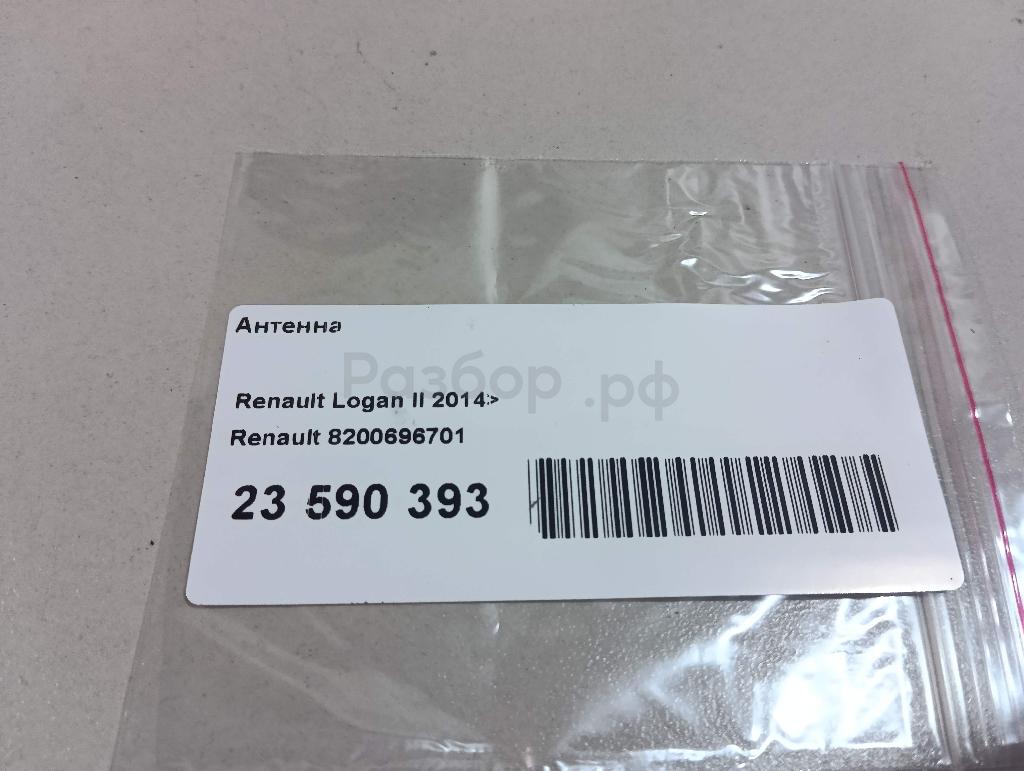 Антенна
Разбор.рф
Renault Logan II 2014>
Renault 8200696701
23 590 393